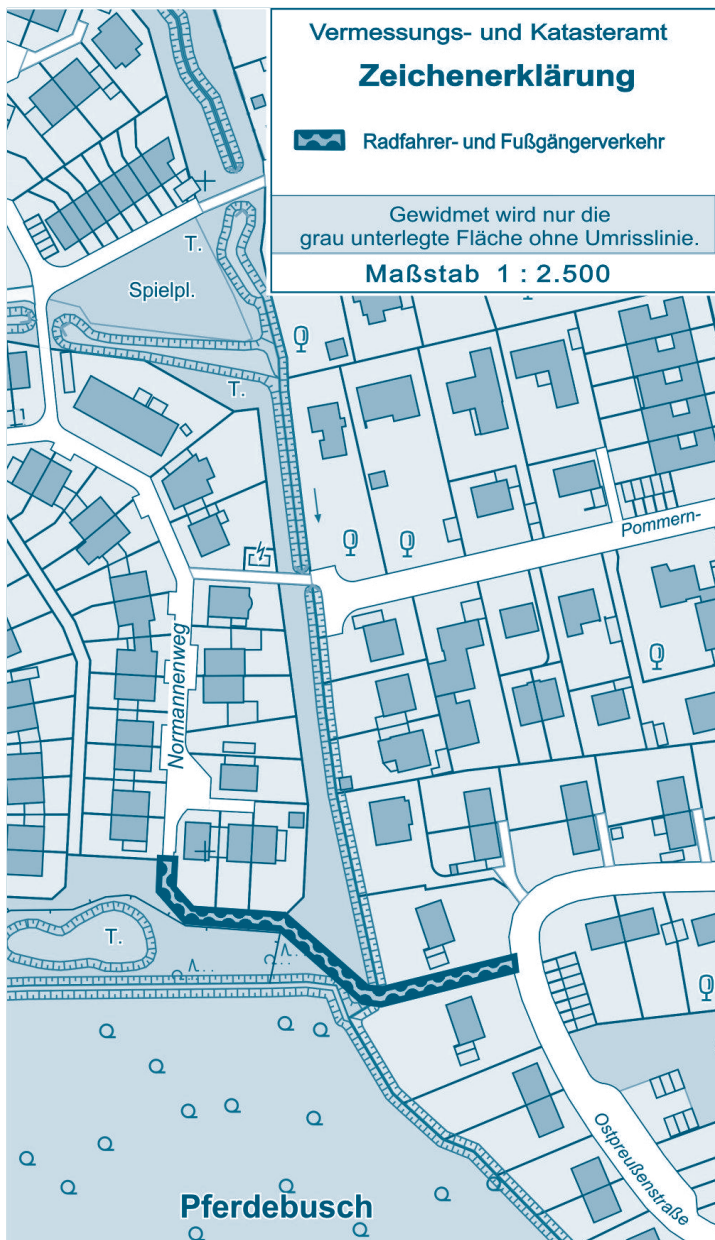 Vermessungs- und Katasteramt
Zeichenerklärung
Radfahrer- und Fußgängerverkehr
Gewidmet wird nur die
grau unterlegte Fläche ohne Umrisslinie.
Maßstab 1 : 2.500
T.
Spielpl.
T.
Pommern-
Normannenweg
T.
Ostpreußenstraße
Pferdebusch